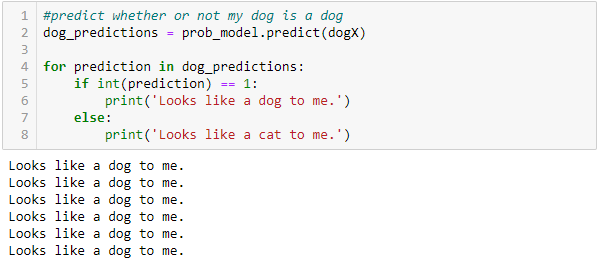 1 #predict whether or not my dog is a dog
2 dog_predictions = prob_model.predict(dogX)
3
4 for prediction in dog_predictions:
5     if int(prediction) == 1:
6         print('Looks like a dog to me.')
7     else:
8         print('Looks like a cat to me.')
Looks like a dog to me.
Looks like a dog to me.
Looks like a dog to me.
Looks like a dog to me.
Looks like a dog to me.
Looks like a dog to me.